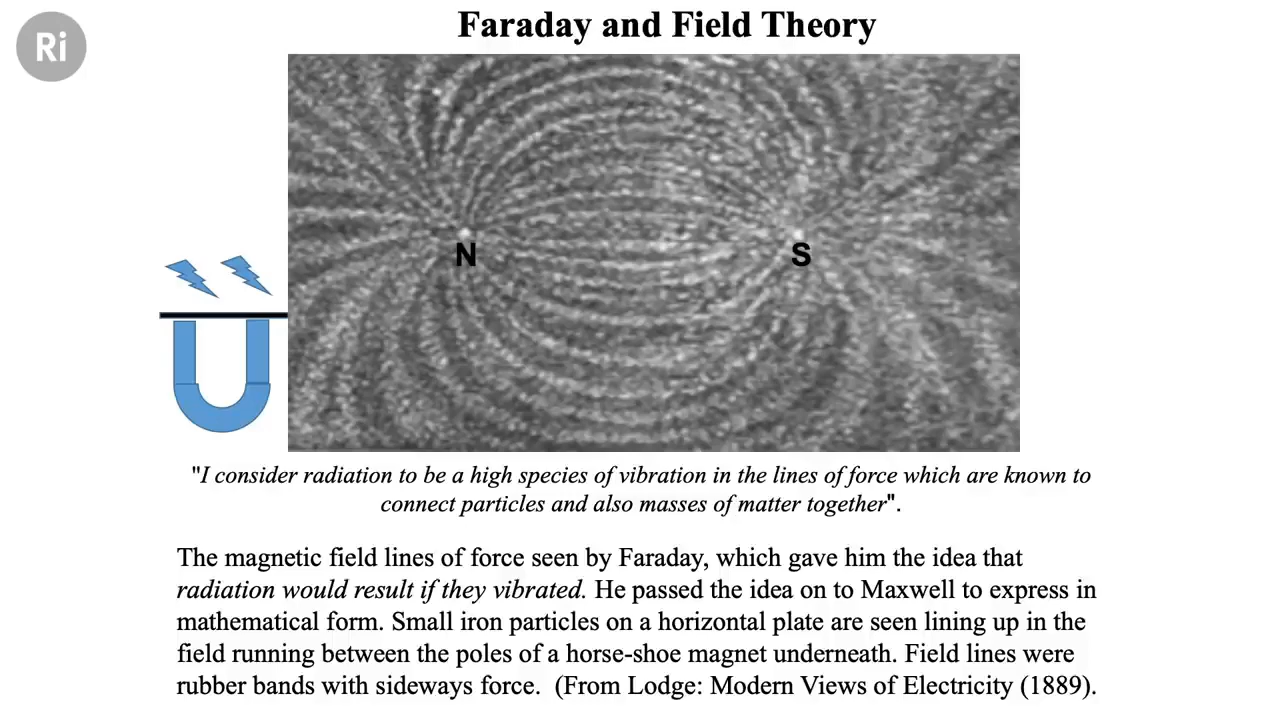 Ri
Faraday and Field Theory
N
S
"I consider radiation to be a high species of vibration in the lines of force which are known to
connect particles and also masses of matter together".
The magnetic field lines of force seen by Faraday, which gave him the idea that
radiation would result if they vibrated. He passed the idea on to Maxwell to express in
mathematical form. Small iron particles on a horizontal plate are seen lining up in the
field running between the poles of a horse-shoe magnet underneath. Field lines were
rubber bands with sideways force. (From Lodge: Modern Views of Electricity (1889).